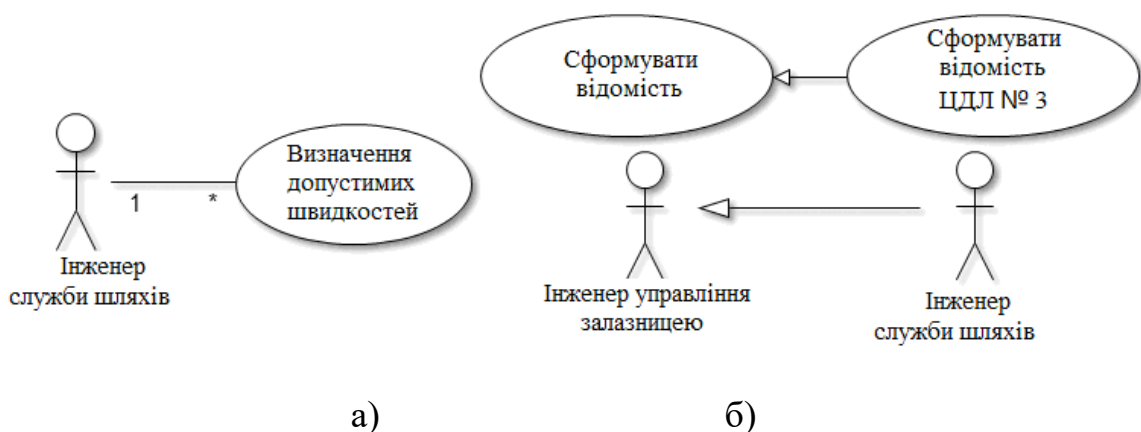 Сформувати
відомість
Сформувати
відомість
ЦДЛ № 3
Визначення
допустимих
швидкостей
1
*
Інженер
служби шляхів
Інженер управління
залазницею
Інженер
служби шляхів
а)
б)